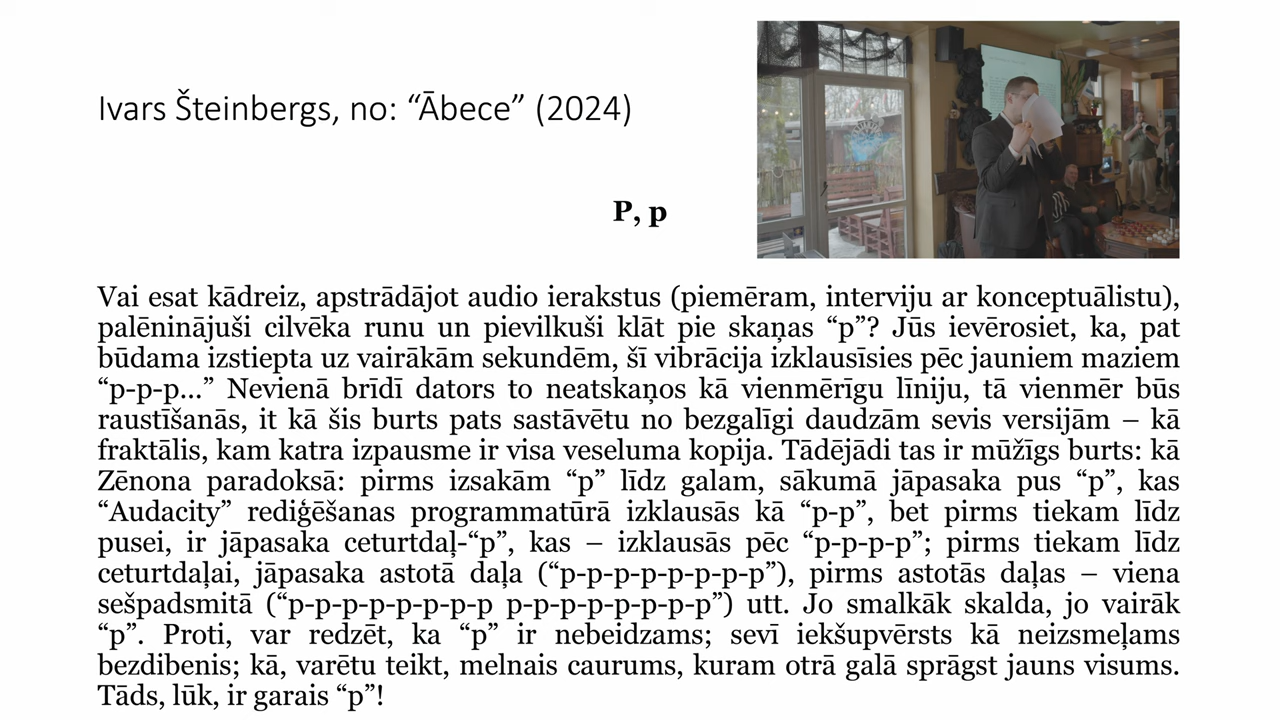 Ivars Šteinbergs, no: “Ābece” (2024)
P, p
Vai esat kādreiz, apstrādājot audio ierakstus (piemēram, interviju ar konceptuālistu),
palēninājuši cilvēka runu un pievilkuši klāt pie skaņas “p”? Jūs ievērosiet, ka, pat
būdama izstiepta uz vairākām sekundēm, šī vibrācija izklausīsies pēc jauniem maziem
“p-p-p...” Nevienā brīdī dators to neatskaņos kā vienmērīgu līniju, tā vienmēr būs
raustīšanās, it kā šis burts pats sastāvētu no bezgalīgi daudzām sevis versijām – kā
fraktālis, kam katra izpausme ir visa veseluma kopija. Tādējādi tas ir mūžīgs burts: kā
Zēnona paradoksā: pirms izsakām “p” līdz galam, sākumā jāpasaka pus “p”, kas
“Audacity” rediģēšanas programmatūrā izklausās kā “p-p”, bet pirms tiekam līdz
pusei, ir jāpasaka ceturtdaļ-“p”, kas – izklausās pēc “p-p-p-p”; pirms tiekam līdz
ceturtdaļai, jāpasaka astotā daļa (“p-p-p-p-p-p-p-p”), pirms astotās daļas – viena
sešpadsmitā (“p-p-p-p-p-p-p-p p-p-p-p-p-p-p-p”) utt. Jo smalkāk skalda, jo vairāk
“p”. Proti, var redzēt, ka “p” ir nebeidzams; sevī iekšupvērsts kā neizsmeļams
bezdibenis; kā, varētu teikt, melnais caurums, kuram otrā galā sprāgst jauns visums.
Tāds, lūk, ir garais “p”!